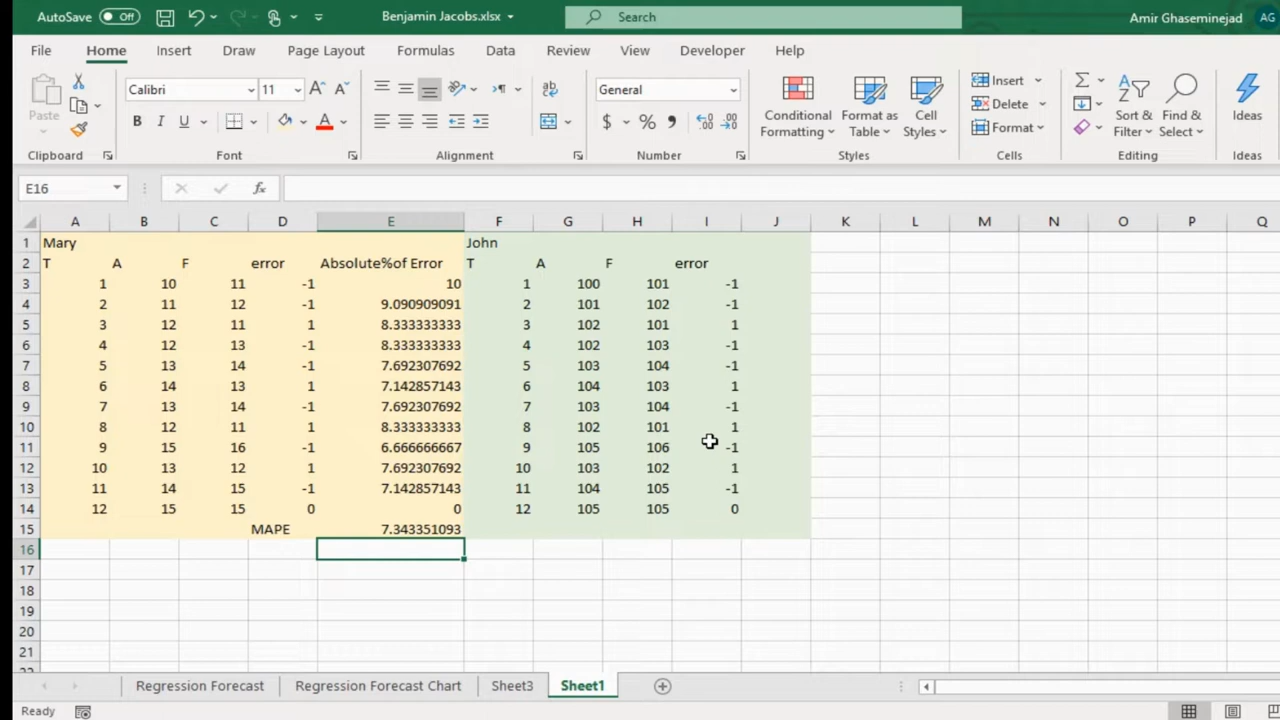 AutoSave Off Benjamin Jacobs.xlsx Search Amir Ghaseminejad AG
File Home Insert Draw Page Layout Formulas Data Review View Developer Help
Paste Calibri 11 General Conditional Formatting Format as Table Cell Styles Insert Delete Format Sort & Filter Find & Select Ideas
Clipboard Font Alignment Number Styles Cells Editing Ideas
E16 fx
A B C D E F G H I J K L M N O P Q
1 Mary John
2 T A F error Absolute%of Error T A F error
3 1 10 11 -1 10 1 100 101 -1
4 2 11 12 -1 9.090909091 2 101 102 -1
5 3 12 11 1 8.333333333 3 102 101 1
6 4 12 13 -1 8.333333333 4 102 103 -1
7 5 13 14 -1 7.692307692 5 103 104 -1
8 6 14 13 1 7.142857143 6 104 103 1
9 7 13 14 -1 7.692307692 7 103 104 -1
10 8 12 11 1 8.333333333 8 102 101 1
11 9 15 16 -1 6.666666667 9 105 106 -1
12 10 13 12 1 7.692307692 10 103 102 1
13 11 14 15 -1 7.142857143 11 104 105 -1
14 12 15 15 0 0 12 105 105 0
15 MAPE 7.343351093
16
17
18
19
20
21
Regression Forecast Regression Forecast Chart Sheet3 Sheet1
Ready